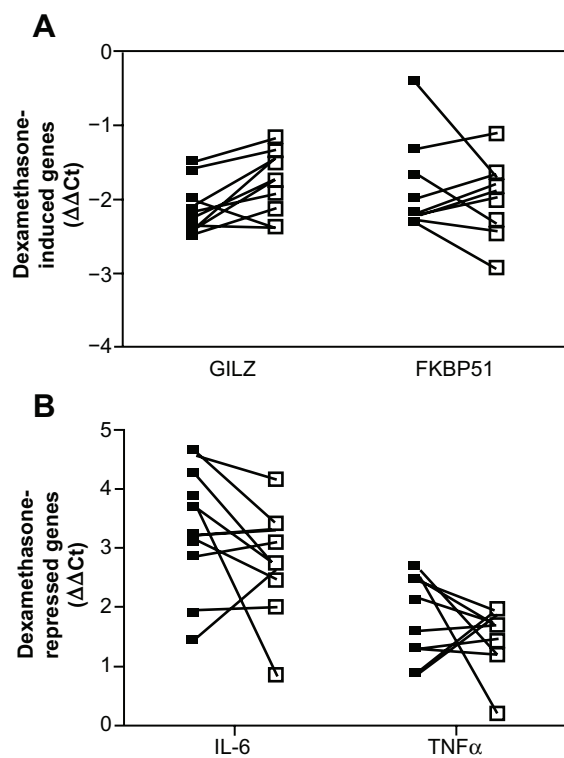 A
Dexamethasone-
induced genes
(ΔΔCt)
0
−1
−2
−3
−4
GILZ
FKBP51
B
Dexamethasone-
repressed genes
(ΔΔCt)
5
4
3
2
1
0
IL-6
TNFα